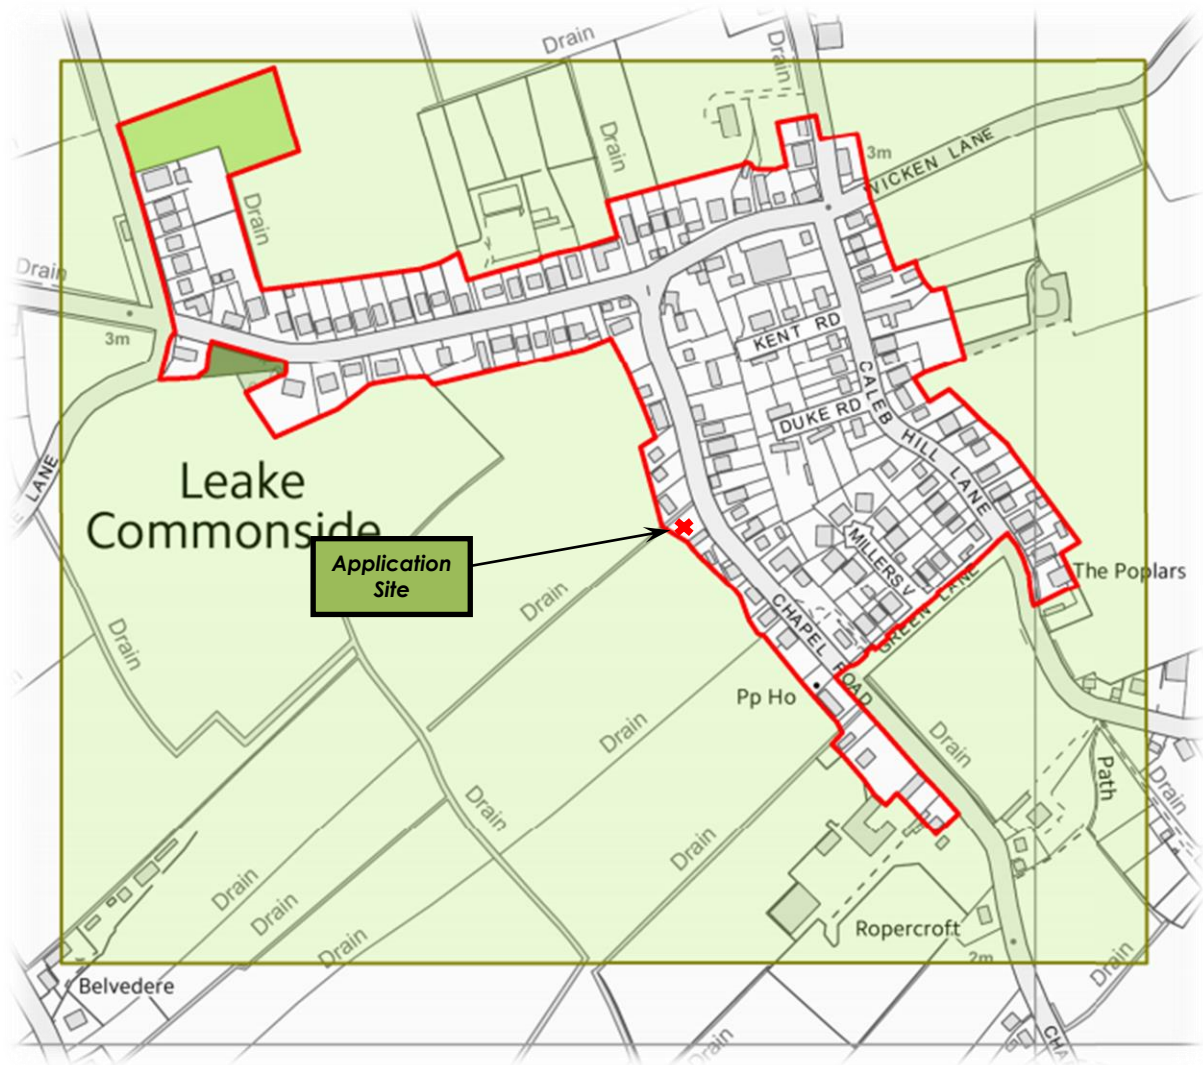 Drain
Drain
Drain
3m
WICKEN LANE
Drain
Drain
3m
KENT RD
CALEB HILL LANE
DUKE RD
LANE
Leake
Commonside
Application
Site
MILLERS V
The Poplars
GREEN LANE
Drain
CHAPEL ROAD
Drain
Pp Ho
Drain
Drain
Path
Drain
Drain
Drain
Drain
Drain
Drain
Ropercroft
2m
Drain
Belvedere
Drain
CHA